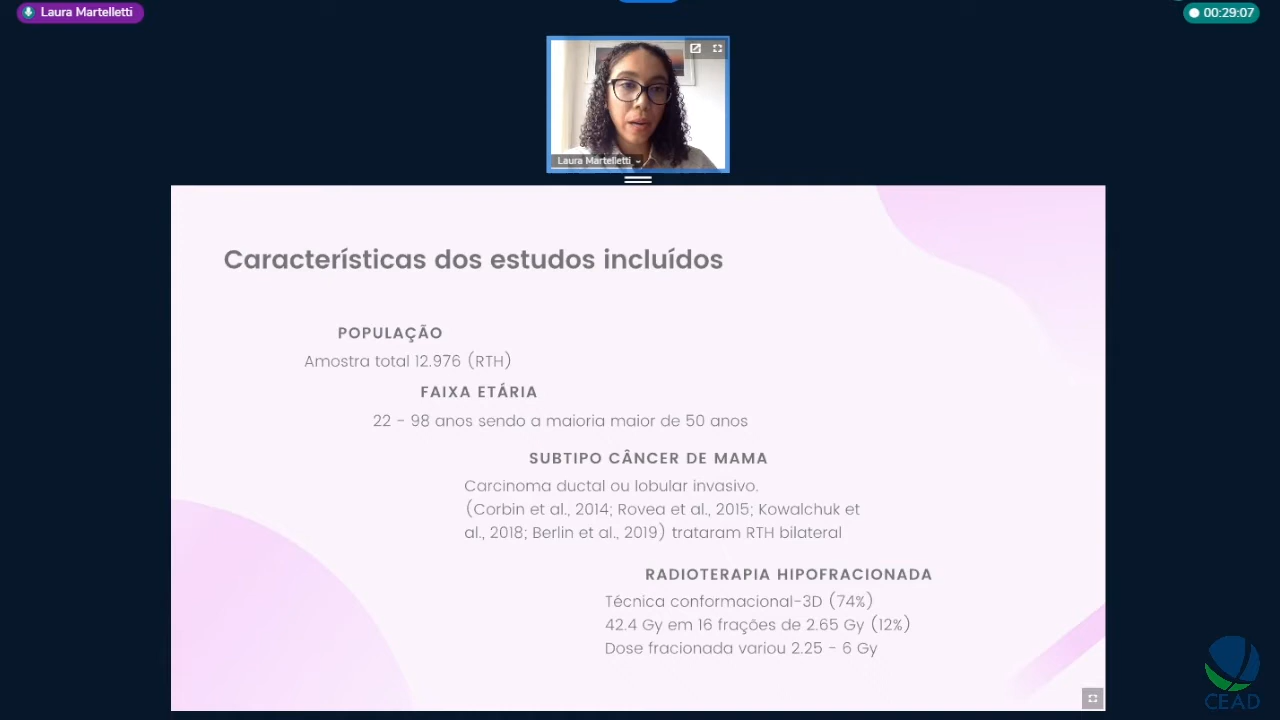 Laura Martelletti
00:29:07
Laura Martelletti
Características dos estudos incluídos
POPULAÇÃO
Amostra total 12.976 (RTH)
FAIXA ETÁRIA
22 - 98 anos sendo a maioria maior de 50 anos
SUBTIPO CÂNCER DE MAMA
Carcinoma ductal ou lobular invasivo.
(Corbin et al., 2014; Rovea et al., 2015; Kowalchuk et
al., 2018; Berlin et al., 2019) trataram RTH bilateral
RADIOTERAPIA HIPOFRACIONADA
Técnica conformacional-3D (74%)
42.4 Gy em 16 frações de 2.65 Gy (12%)
Dose fracionada variou 2.25 - 6 Gy
CEAD